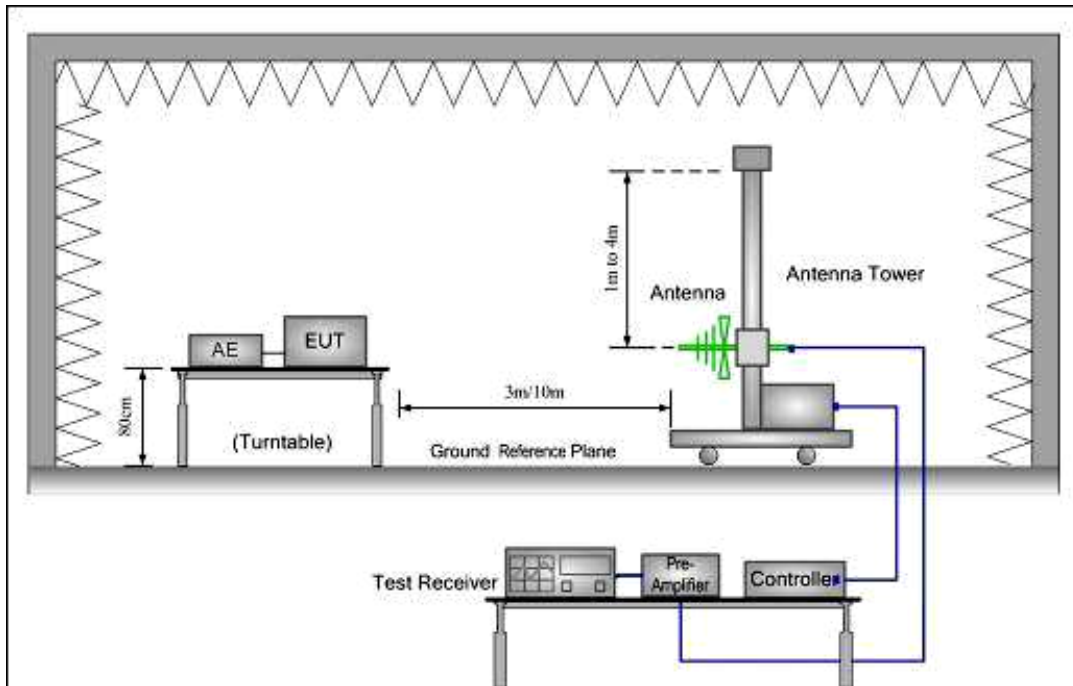 1m to 4m
Antenna Tower
Antenna
AE
EUT
80cm
3m/10m
(Turntable)
Ground Reference Plane
Test Receiver
Pre-
Amplifier
Controller